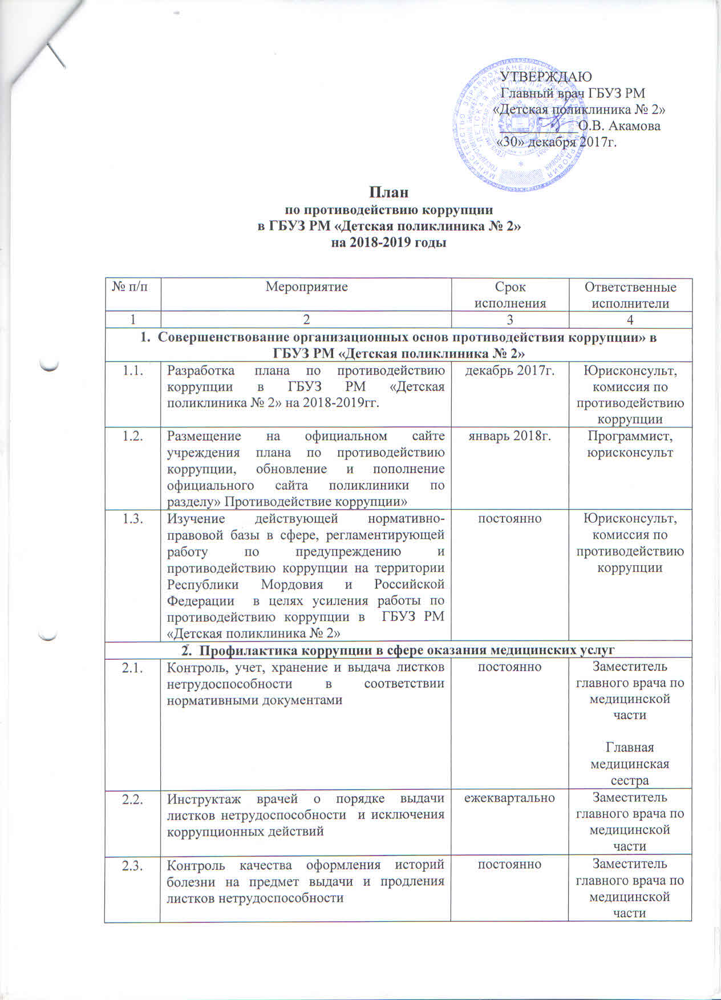 УТВЕРЖДАЮ
Главный врач ГБУЗ РМ
«Детская поликлиника № 2»
О.В. Акамова
«30» декабря 2017г.
План
по противодействию коррупции
в ГБУЗ РМ «Детская поликлиника № 2»
на 2018-2019 годы
№ п/п
Мероприятие
Срок
исполнения
Ответственные
исполнители
1
2
3
4
1. Совершенствование организационных основ противодействия коррупции» в
ГБУЗ РМ «Детская поликлиника № 2»
1.1.
Разработка плана по противодействию
коррупции в ГБУЗ РМ «Детская
поликлиника № 2» на 2018-2019гг.
декабрь 2017г.
Юрисконсульт,
комиссия по
противодействию
коррупции
1.2.
Размещение на официальном сайте
учреждения плана по противодействию
коррупции, обновление и пополнение
официального сайта поликлиники по
разделу» Противодействие коррупции»
январь 2018г.
Программист,
юрисконсульт
1.3.
Изучение действующей нормативно-
правовой базы в сфере, регламентирующей
работу по предупреждению и
противодействию коррупции на территории
Республики Мордовия и Российской
Федерации в целях усиления работы по
противодействию коррупции в ГБУЗ РМ
«Детская поликлиника № 2»
постоянно
Юрисконсульт,
комиссия по
противодействию
коррупции
2. Профилактика коррупции в сфере оказания медицинских услуг
2.1.
Контроль, учет, хранение и выдача листков
нетрудоспособности в соответствии
нормативными документами
постоянно
Заместитель
главного врача по
медицинской
части
Главная
медицинская
сестра
2.2.
Инструктаж врачей о порядке выдачи
листков нетрудоспособности и исключения
коррупционных действий
ежеквартально
Заместитель
главного врача по
медицинской
части
2.3.
Контроль качества оформления историй
болезни на предмет выдачи и продления
листков нетрудоспособности
постоянно
Заместитель
главного врача по
медицинской
части
МИНИСТЕРСТВО ЗДРАВООХРАНЕНИЯ РЕСПУБЛИКИ МОРДОВИЯ